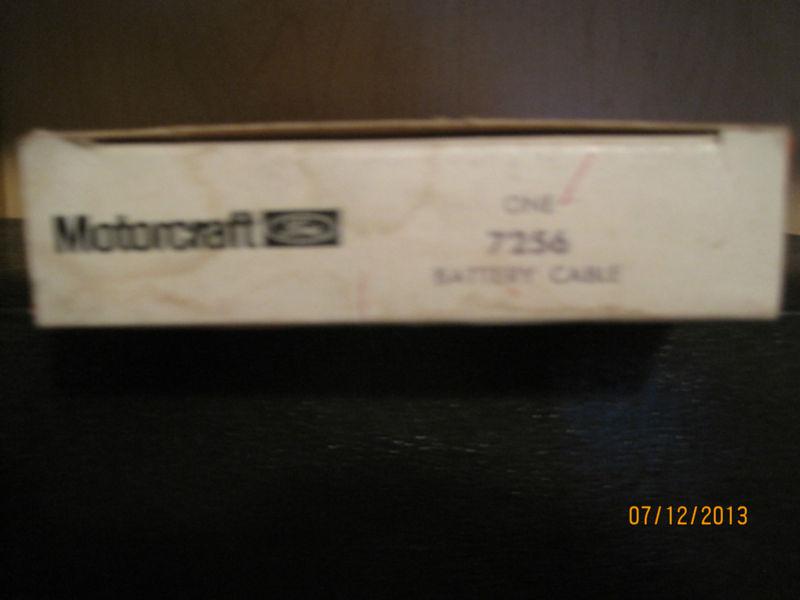 Motorcraft
ONE
7256
BATTERY CABLE
07/12/2013